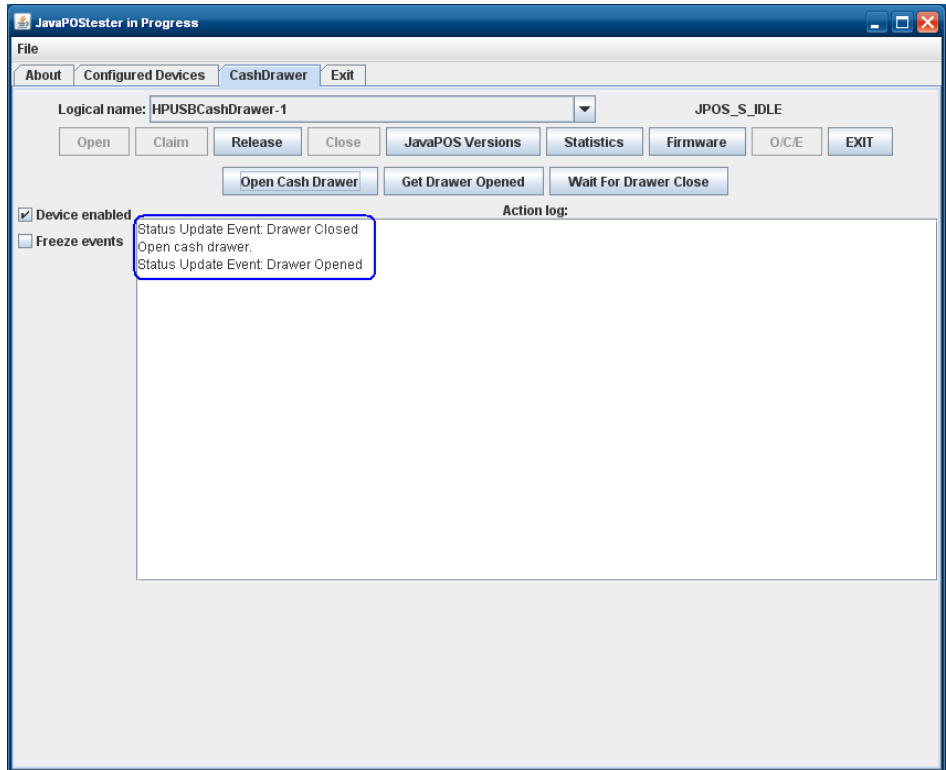 JavaPOStester in Progress
File
About Configured Devices CashDrawer Exit
Logical name: HPUSBCashDrawer-1 JPOS_S_IDLE
Open Claim Release Close JavaPOS Versions Statistics Firmware O/C/E EXIT
Open Cash Drawer Get Drawer Opened Wait For Drawer Close
Device enabled Action log:
Freeze events
Status Update Event: Drawer Closed
Open cash drawer.
Status Update Event: Drawer Opened